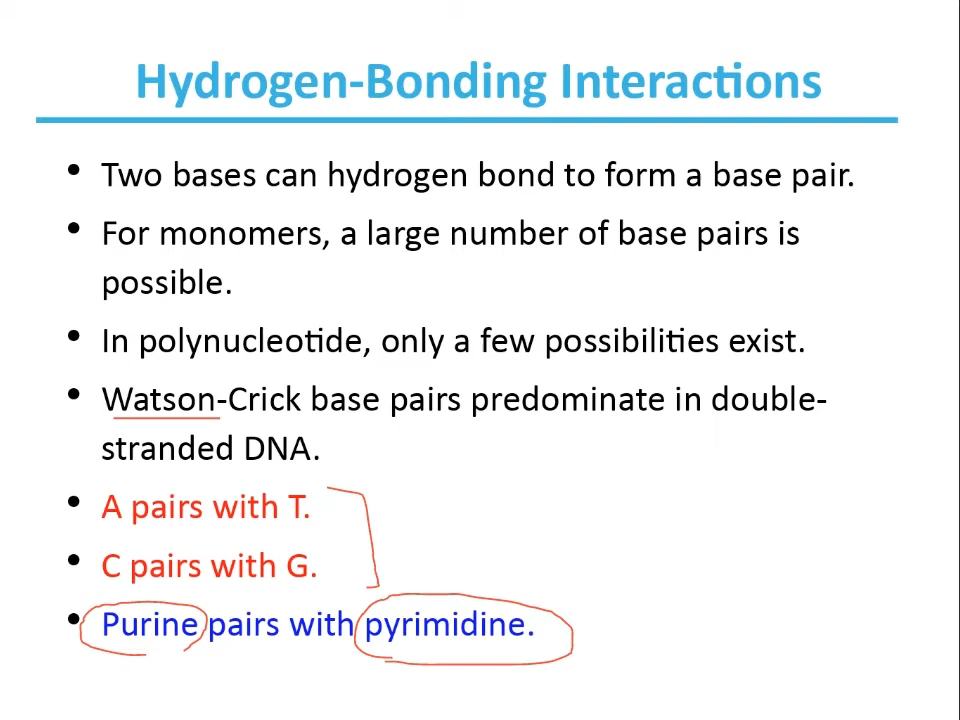 Hydrogen-Bonding Interactions
• Two bases can hydrogen bond to form a base pair.
• For monomers, a large number of base pairs is
possible.
• In polynucleotide, only a few possibilities exist.
• Watson-Crick base pairs predominate in double-
stranded DNA.
• A pairs with T.
• C pairs with G.
• Purine pairs with pyrimidine.